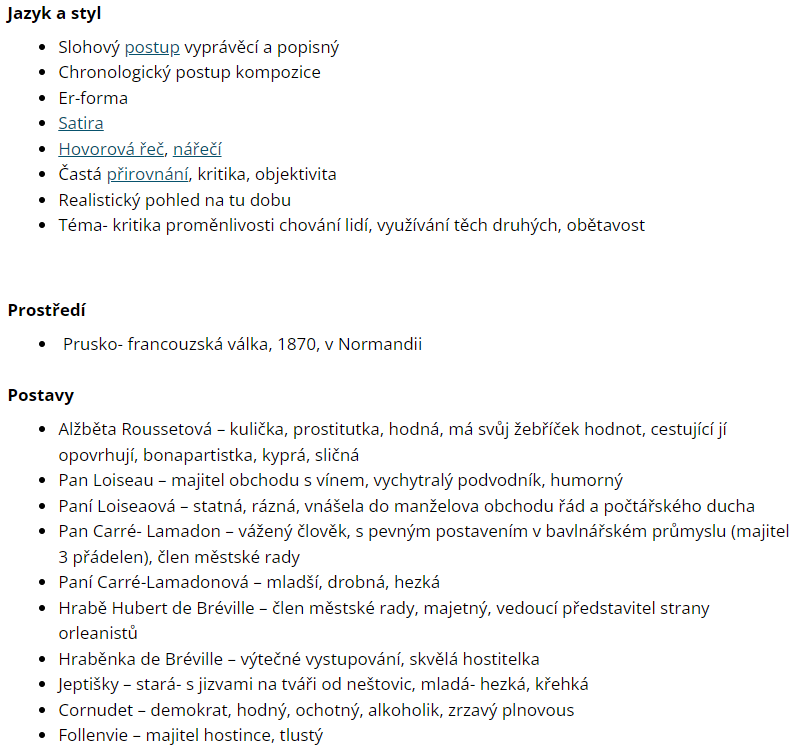 Jazyk a styl
Slohový postup vyprávěcí a popisný
Chronologický postup kompozice
Er-forma
Satira
Hovorová řeč, nářečí
Častá přirovnání, kritika, objektivita
Realistický pohled na tu dobu
Téma- kritika proměnlivosti chování lidí, využívání těch druhých, obětavost
Prostředí
Prusko- francouzská válka, 1870, v Normandii
Postavy
Alžběta Roussetová – kulička, prostitutka, hodná, má svůj žebříček hodnot, cestující jí
opovrhují, bonapartistka, kyprá, sličná
Pan Loiseau – majitel obchodu s vínem, vychytralý podvodník, humorný
Paní Loiseaová – statná, rázná, vnášela do manželova obchodu řád a počtářského ducha
Pan Carré- Lamadon – vážený člověk, s pevným postavením v bavlnářském průmyslu (majitel
3 přádelen), člen městské rady
Paní Carré-Lamadonová – mladší, drobná, hezká
Hrabě Hubert de Bréville – člen městské rady, majetný, vedoucí představitel strany
orleanistů
Hraběnka de Bréville – výtečné vystupování, skvělá hostitelka
Jeptišky – stará- s jizvami na tváři od neštovic, mladá- hezká, křehká
Cornudet – demokrat, hodný, ochotný, alkoholik, zrzavý plnovous
Follenvie – majitel hostince, tlustý